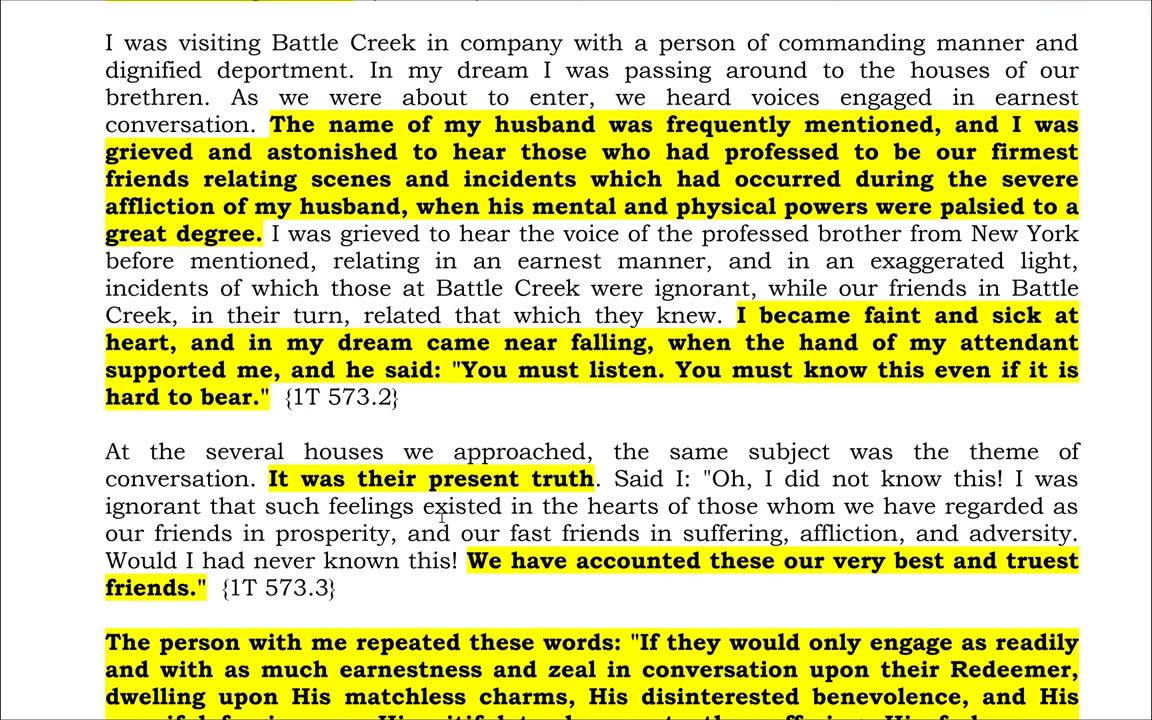 I was visiting Battle Creek in company with a person of commanding manner and
dignified deportment. In my dream I was passing around to the houses of our
brethren. As we were about to enter, we heard voices engaged in earnest
conversation. The name of my husband was frequently mentioned, and I was
grieved and astonished to hear those who had professed to be our firmest
friends relating scenes and incidents which had occurred during the severe
affliction of my husband, when his mental and physical powers were palsied to a
great degree. I was grieved to hear the voice of the professed brother from New York
before mentioned, relating in an earnest manner, and in an exaggerated light,
incidents of which those at Battle Creek were ignorant, while our friends in Battle
Creek, in their turn, related that which they knew. I became faint and sick at
heart, and in my dream came near falling, when the hand of my attendant
supported me, and he said: "You must listen. You must know this even if it is
hard to bear." {1T 573.2}
At the several houses we approached, the same subject was the theme of
conversation. It was their present truth. Said I: "Oh, I did not know this! I was
ignorant that such feelings existed in the hearts of those whom we have regarded as
our friends in prosperity, and our fast friends in suffering, affliction, and adversity.
Would I had never known this! We have accounted these our very best and truest
friends." {1T 573.3}
The person with me repeated these words: "If they would only engage as readily
and with as much earnestness and zeal in conversation upon their Redeemer,
dwelling upon His matchless charms, His disinterested benevolence, and His